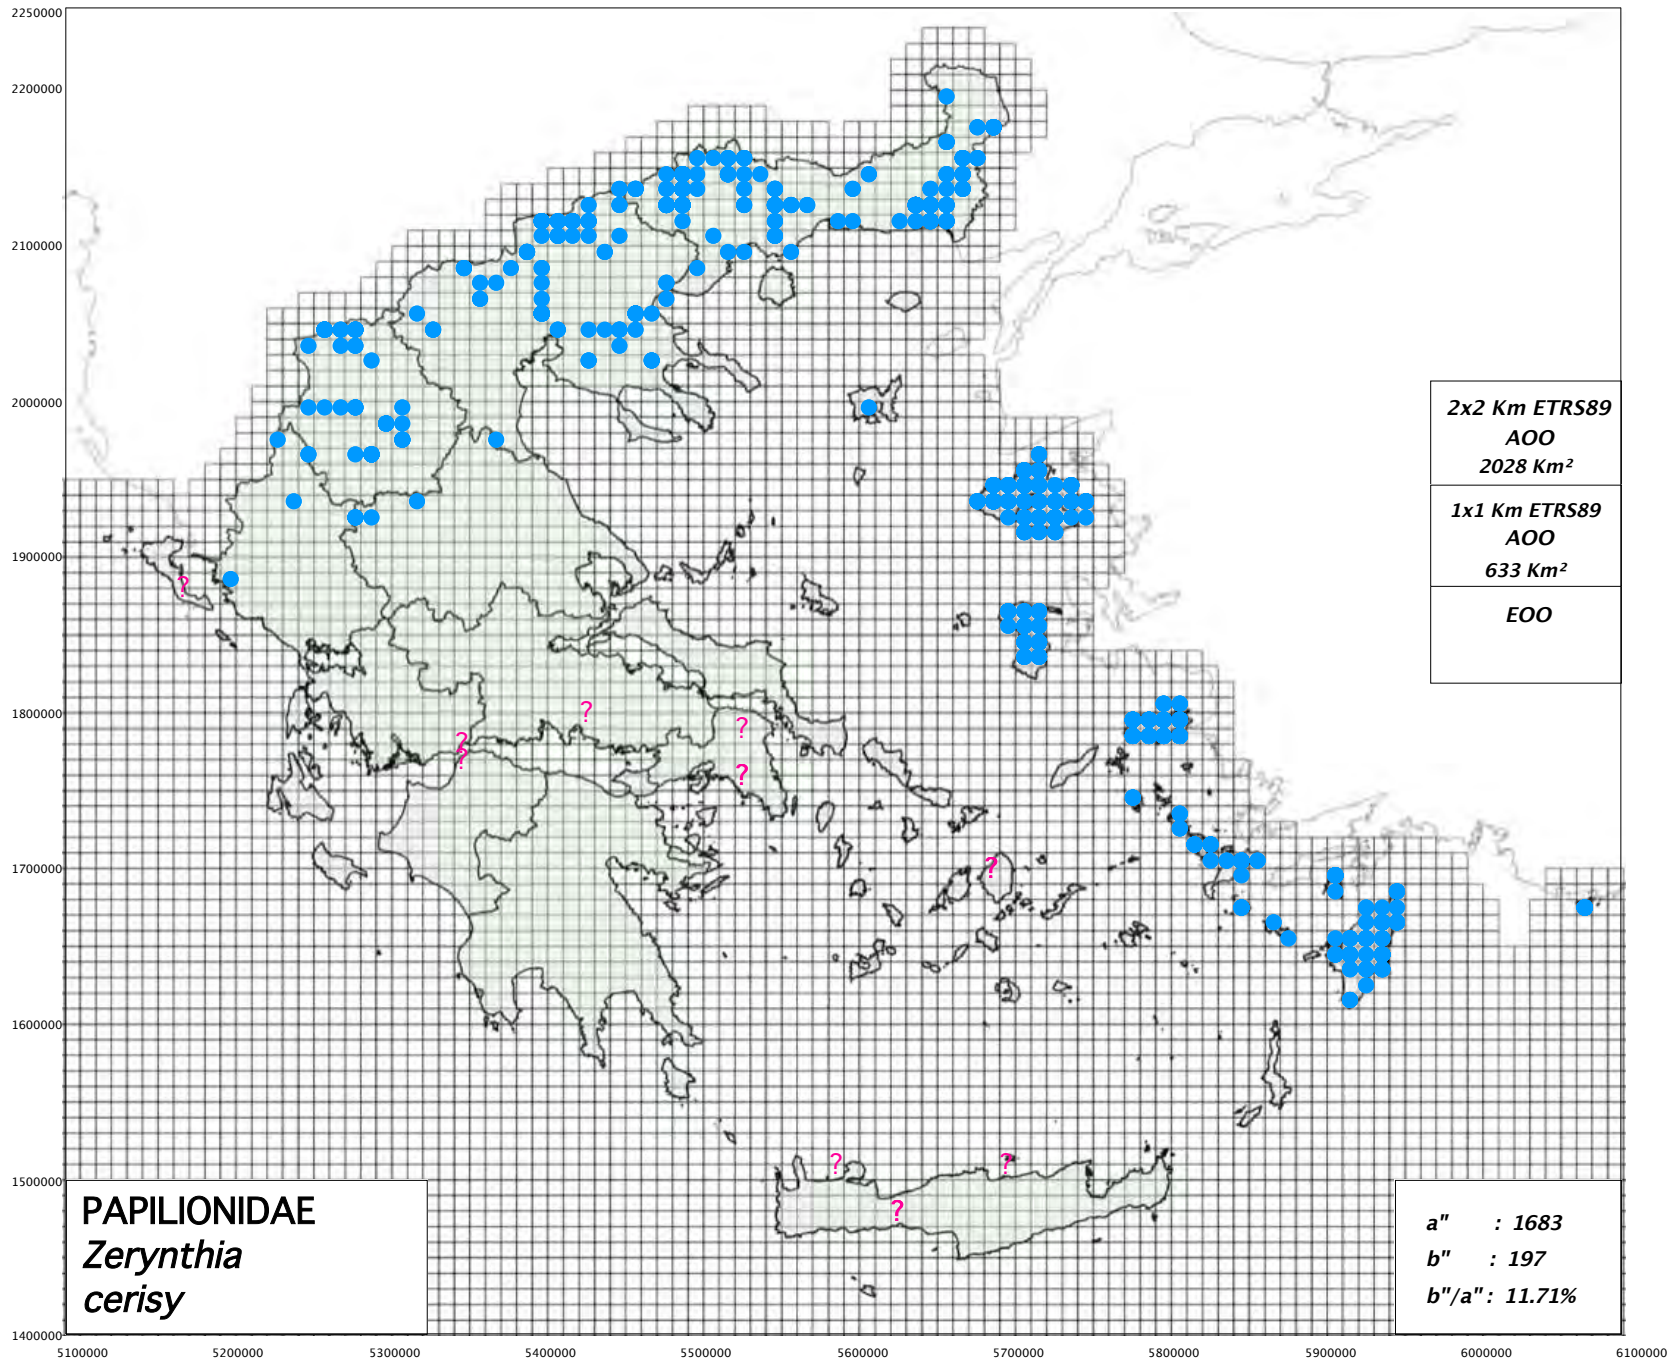 2250000
2200000
2100000
2000000
1900000
1800000
1700000
1600000
1500000
1400000
5100000 5200000 5300000 5400000 5500000 5600000 5700000 5800000 5900000 6000000 6100000
2x2 Km ETRS89
AOO
2028 Km²
1x1 Km ETRS89
AOO
633 Km²
EOO
?
?
?
?
?
?
?
?
?
?
PAPILIONIDAE
Zerynthia
cerisy
a" : 1683
b" : 197
b"/a" : 11.71%